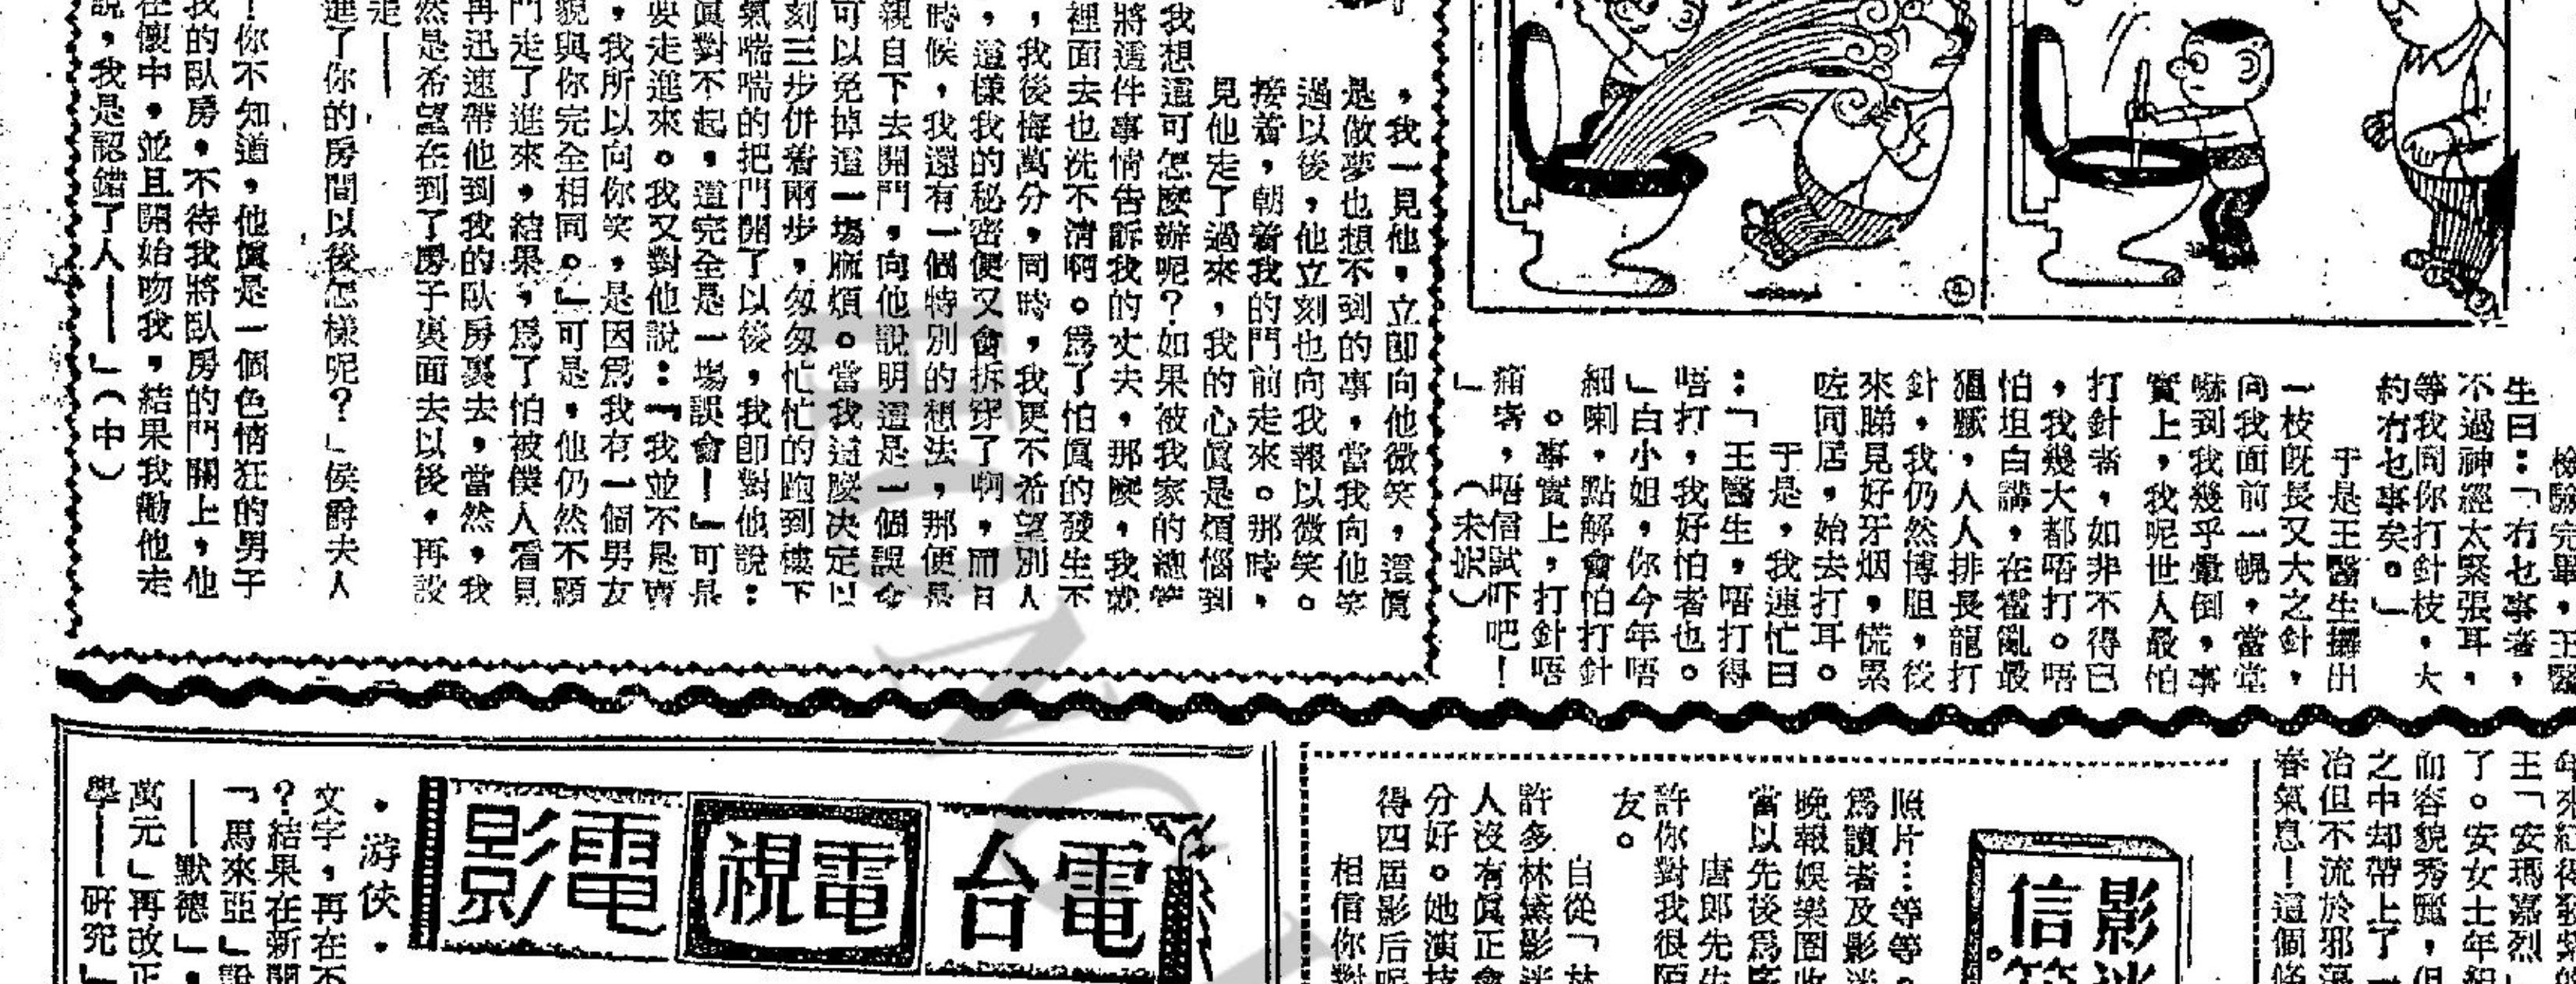 檢驗完畢，王醫
生曰：「冇乜事者，
不過神經太緊張耳，
等我同你打針枝，大
約冇乜事矣。」
于是王醫生攞出
一枝既長又大之針，
向我面前一幌，當堂
嚇到我幾乎暈倒，事
實上，我呢世人最怕
打針者，如非不得已
，我幾大都唔打。唔
怕坦白講，在霍亂最
猖獗，人人排長龍打
針，我仍然博胆，後
來睇見好牙烟，慌累
咗同居，始去打耳。
于是，我連忙曰
：「王醫生，唔打得
唔打，我好怕者也。
」白小姐，你今年唔
細喇，點解會怕打針
。事實上，打針唔
痛者，唔信試吓吧！
」（未完）
，我一見他，立即向他微笑，這眞
是做夢也想不到的事，當我向他笑
過以後，他立刻也向我報以微笑。
接着，朝着我的門前走來。那時，
見他走了過來，我的心眞是煩惱到
我想這可怎麼辦呢？如果被我家的
將這件事情告訴我的丈夫，那麼，我就
裡面去也洗不清啊。爲了怕眞的發生不
，我後悔萬分，同時，我更不希望別人
，這樣我的秘密便又會拆穿了啊，而且
時候，我還有一個特別的想法，那便是
親自下去開門，向他說明這是一個誤會
可以免掉這一場麻煩。當我這麼決定以
刻三步併着兩步，匆匆忙忙的跑到樓下
氣喘喘的把門開了以後，我卽對他說：
眞對不起，這完全是一場誤會！』可是
要走進來。我又對他說：『我並不是賣
，我所以向你笑，是因爲我有一個男友
貌與你完全相同。』可是，他仍然不顧
門走了進來，結果，爲了怕被僕人看見
再迅速帶他到我的臥房裏去，當然，我
然是希望在到了房子裏面去以後，再設
走——
進了你的房間以後怎樣呢？」侯爵夫人
！你不知道，他眞是一個色情狂的男子
我的臥房，不待我將臥房的門關上，他
在懷中，並且開始吻我，結果我勸他走
說，我是認錯了人——」（中）
王「安瑪嘉烈
了。安女士年紹
而容貌秀麗，但
之中却帶上了一
冶但不流於邪蕩
春氣息！這個條
影迷
信箱
照片…等等。
爲讀者及影迷
晚報娛樂圈收
當以先後爲序
唐郎先生
許你對我很陌
友。
自從「林
許多林黛影迷
人沒有眞正會
分好。她演技
得四屆影后呢
相信你對
電台
電視
電影
・游俠・
文字，再在不
？結果在新聞
「馬來亞」說
——默德」，
萬元」再改正
學——研究」